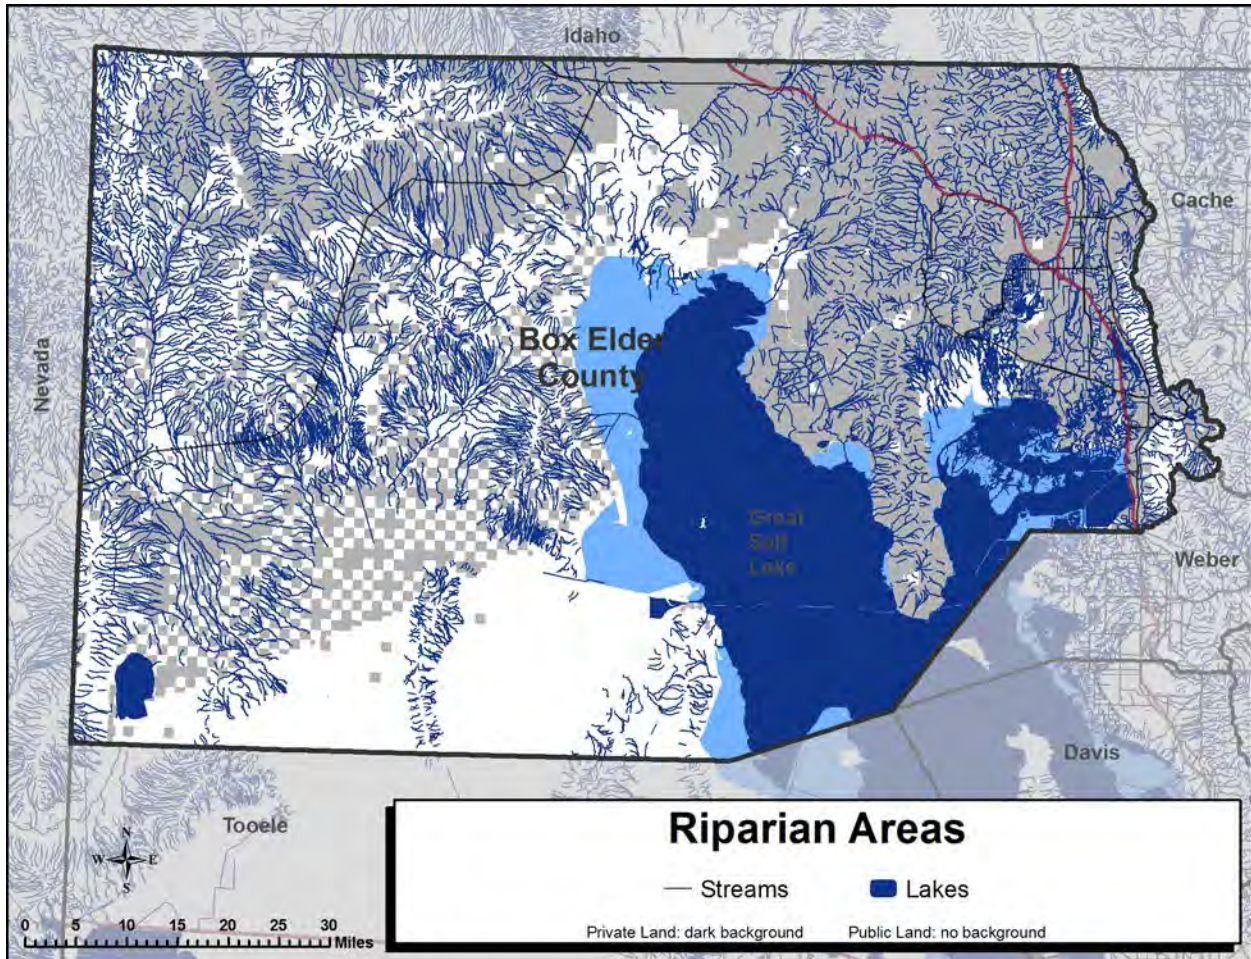 Idaho
Cache
Nevada
Box Elder
County
Great
Salt
Lake
Weber
Davis
Tooele
N
W E
S
0 5 10 15 20 25 30
Miles
Riparian Areas
Streams Lakes
Private Land: dark background Public Land: no background